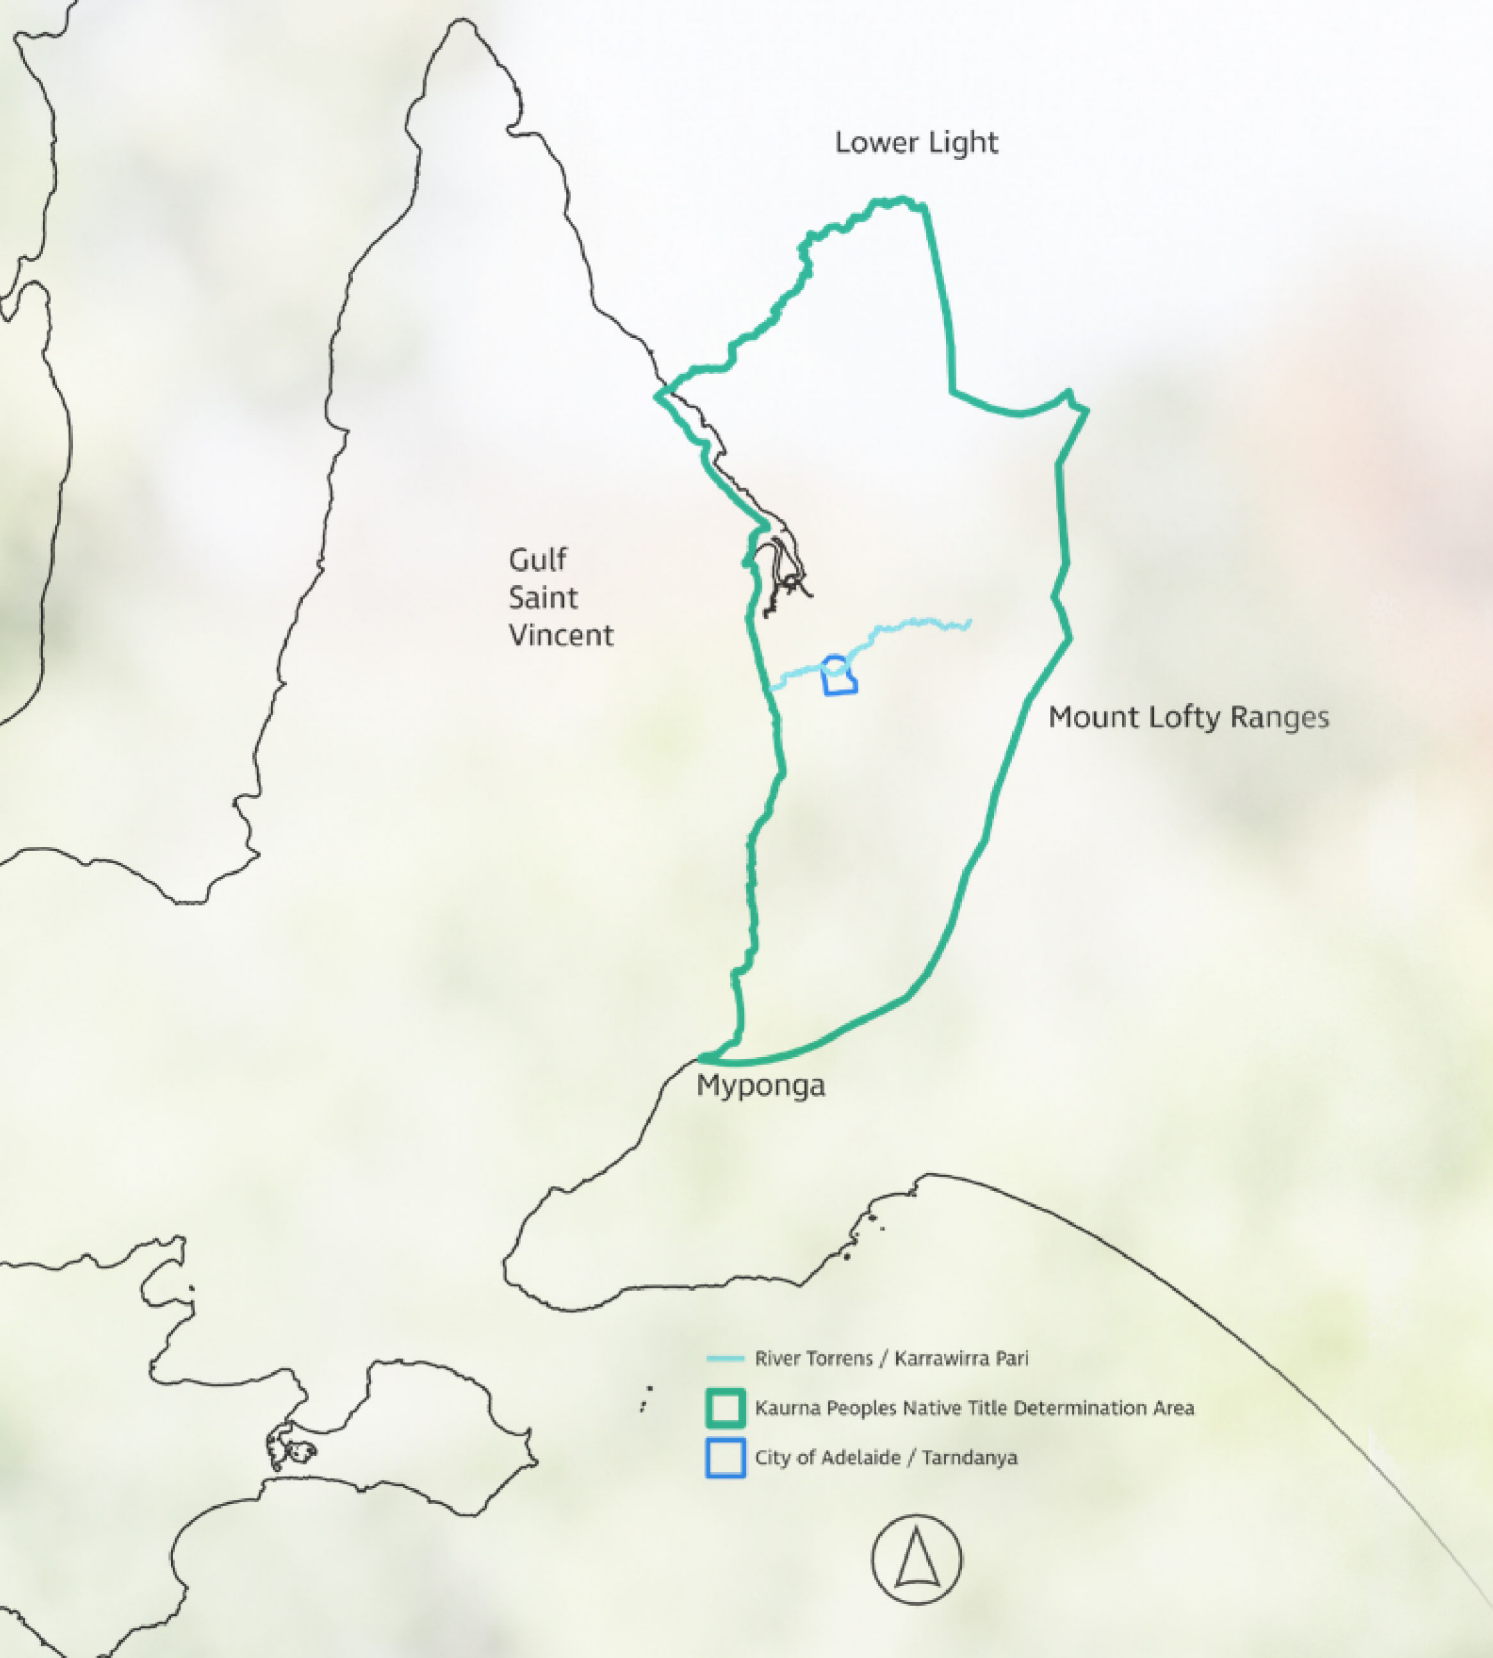 Lower Light
Gulf
Saint
Vincent
Mount Lofty Ranges
Myponga
River Torrens / Karrawirra Pari
Kaurna Peoples Native Title Determination Area
City of Adelaide / Tarndanya